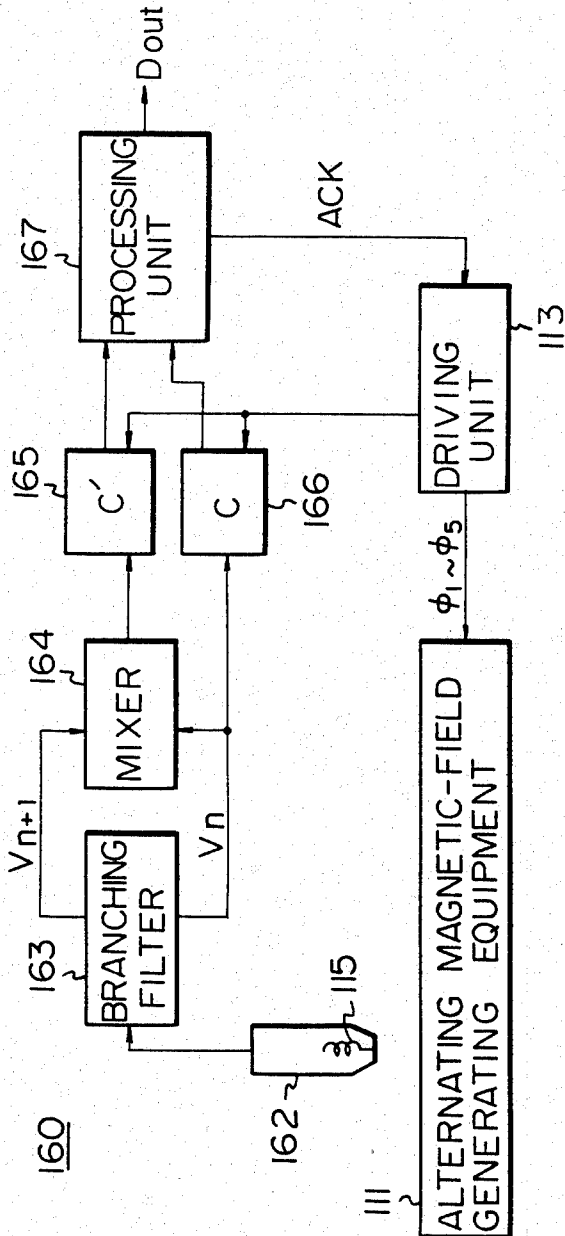 160
163
BRANCHING
FILTER
Vn+1
Vn
164
MIXER
165
C'
166
C
167
PROCESSING
UNIT
Dout
ACK
162
115
111
ALTERNATING MAGNETIC-FIELD
GENERATING EQUIPMENT
φ1~φ5
DRIVING
UNIT
113